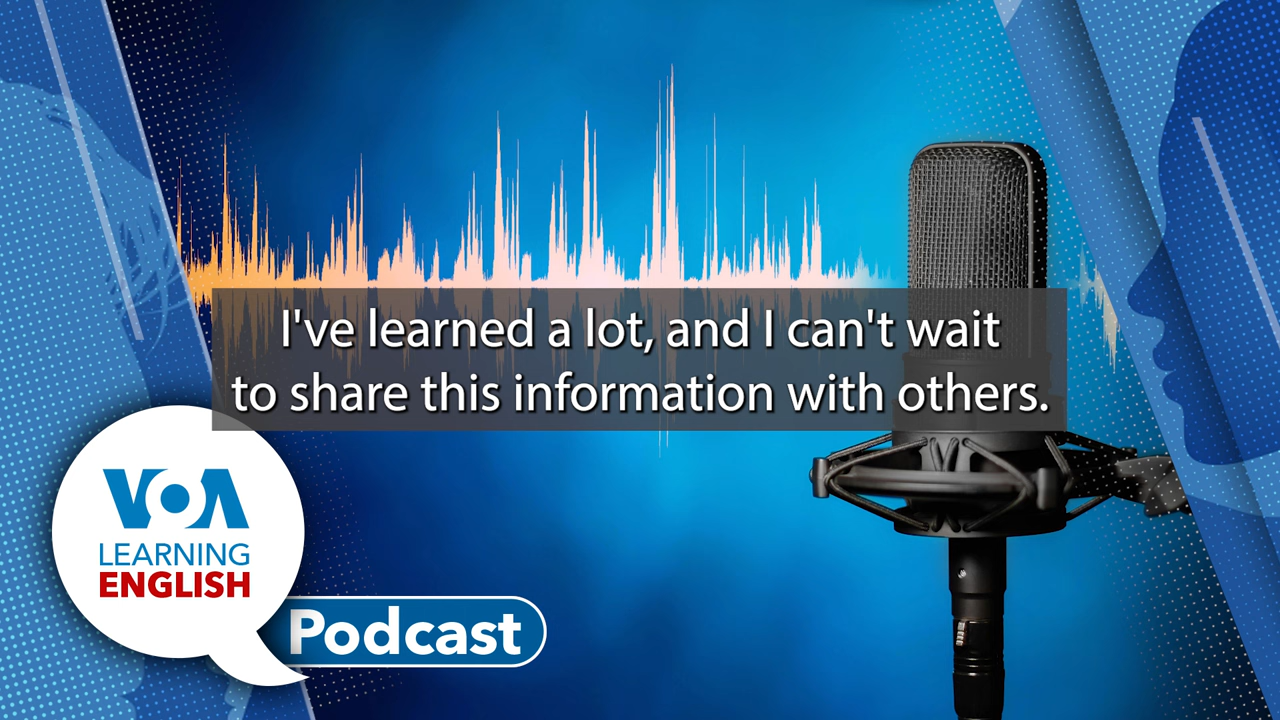 I've learned a lot, and I can't wait
to share this information with others.
VOA
LEARNING
ENGLISH
Podcast